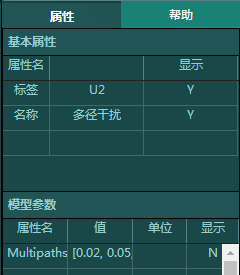 属性 帮助
基本属性
属性名 显示
标签 U2 Y
名称 多径干扰 Y
模型参数
属性名 值 单位 显示
Multipaths [0.02, 0.05, N